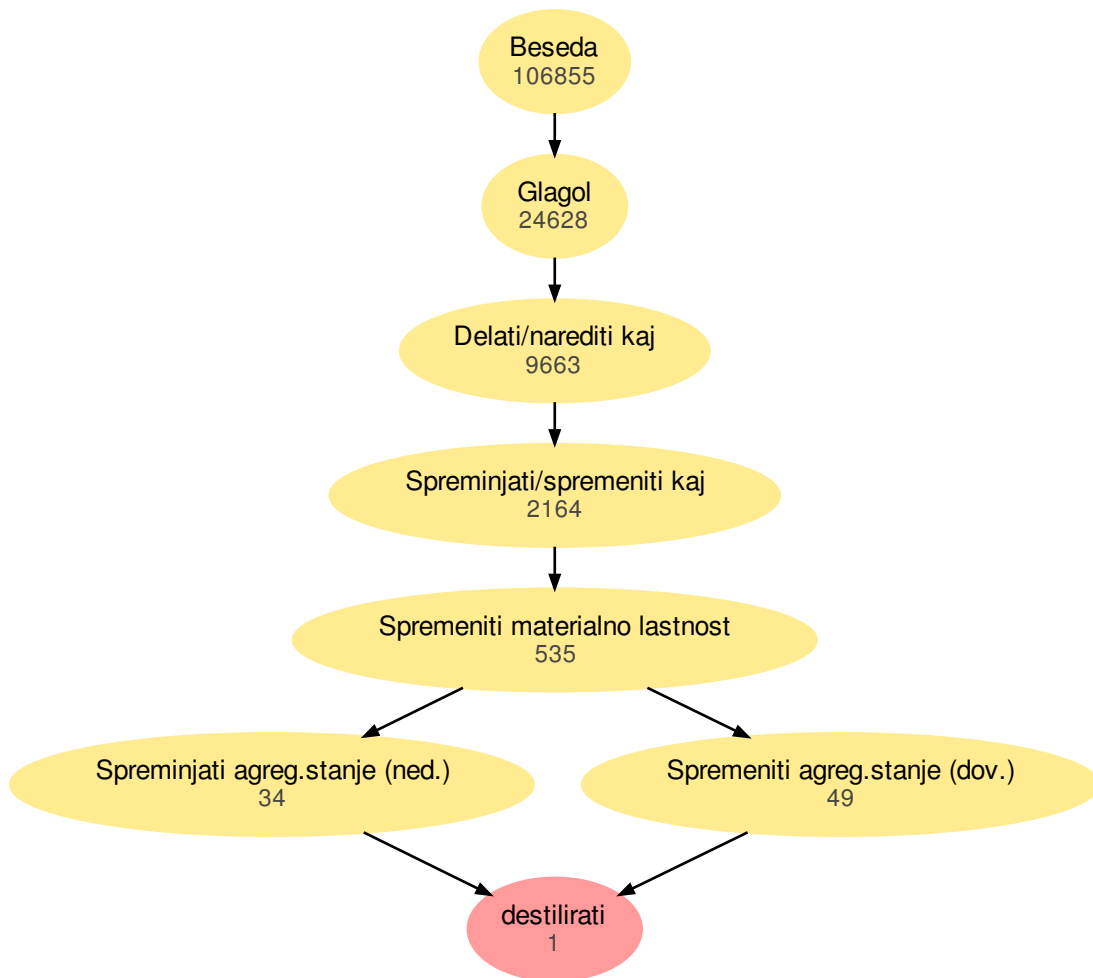 Beseda
106855
Glagol
24628
Delati/narediti kaj
9663
Spreminjati/spremeniti kaj
2164
Spremeniti materialno lastnost
535
Spreminjati agreg.stanje (ned.)
34
Spremeniti agreg.stanje (dov.)
49
destilirati
1